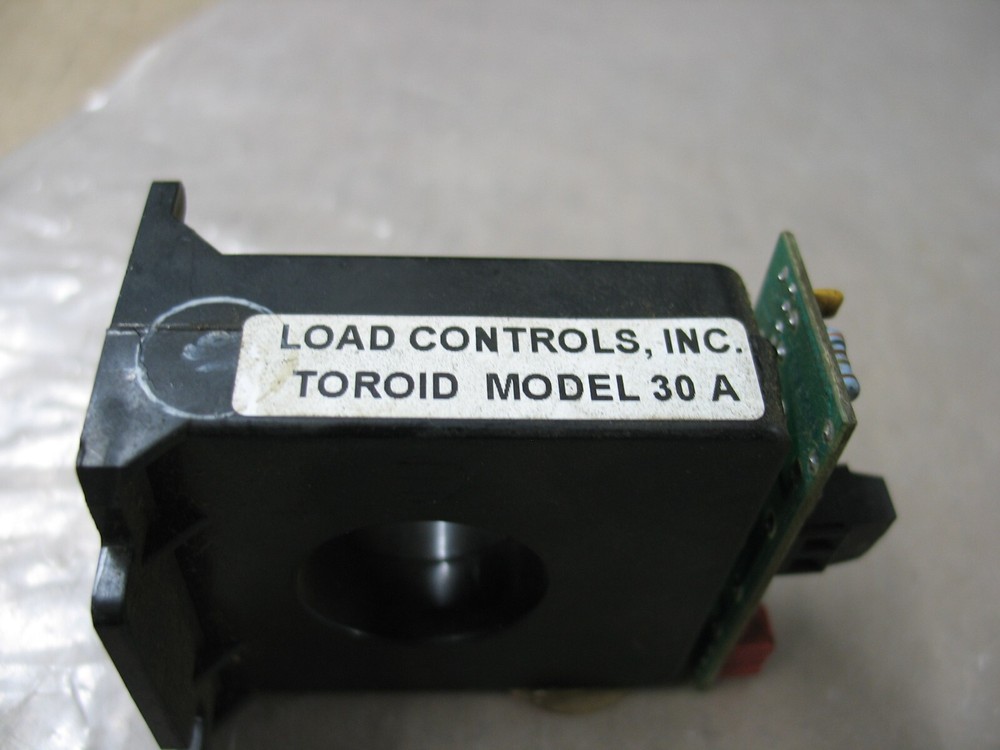 LOAD CONTROLS, INC.
TOROID MODEL 30 A